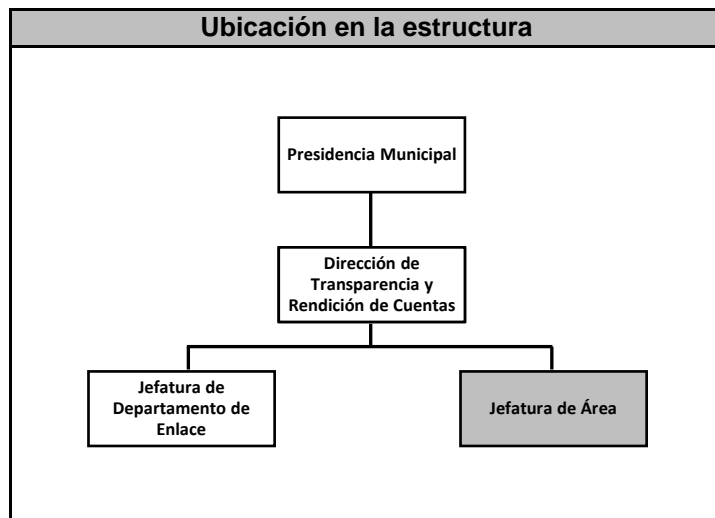 Ubicación en la estructura
Presidencia Municipal
Dirección de
Transparencia y
Rendición de Cuentas
Jefatura de
Departamento de
Enlace
Jefatura de Área